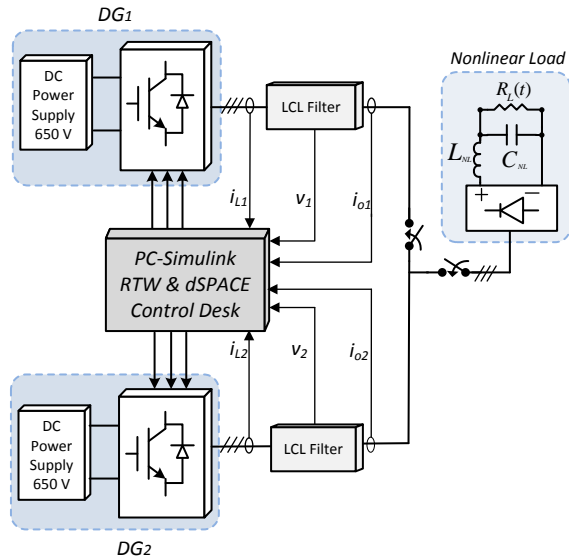 DG1
DC
Power
Supply
650 V
LCL Filter
Nonlinear Load
RL(t)
LNL
CNL
+
−
iL1
v1
io1
PC-Simulink
RTW & dSPACE
Control Desk
iL2
v2
io2
DC
Power
Supply
650 V
LCL Filter
DG2